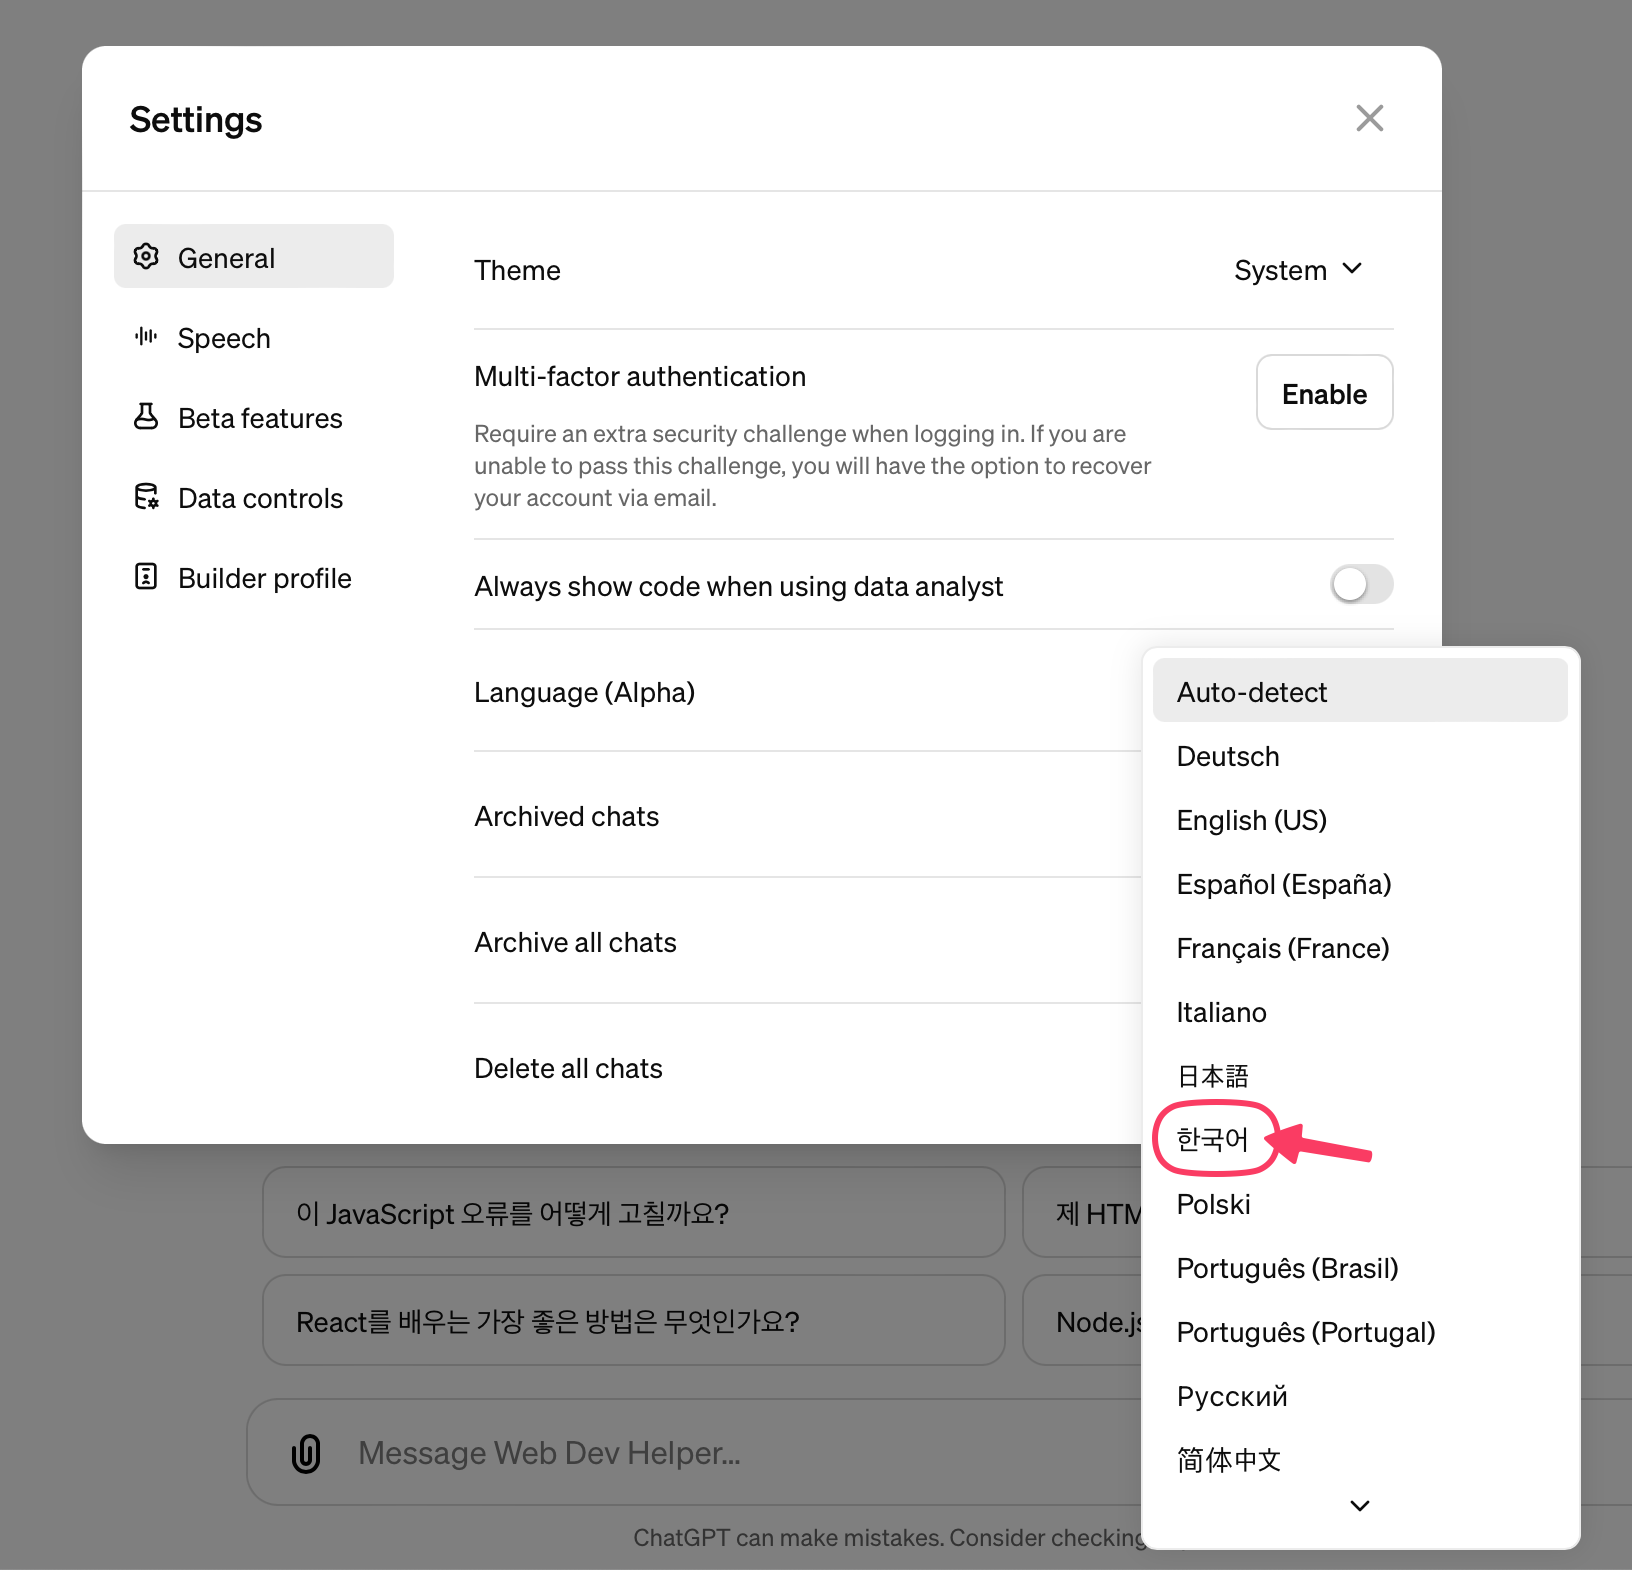 Settings
General
Speech
Beta features
Data controls
Builder profile
Theme
System
Multi-factor authentication
Enable
Require an extra security challenge when logging in. If you are
unable to pass this challenge, you will have the option to recover
your account via email.
Always show code when using data analyst
Language (Alpha)
Archived chats
Archive all chats
Delete all chats
Auto-detect
Deutsch
English (US)
Español (España)
Français (France)
Italiano
日本語
한국어
Polski
Português (Brasil)
Português (Portugal)
Русский
简体中文
이 JavaScript 오류를 어떻게 고칠까요?
제
React를 배우는 가장 좋은 방법은 무엇인가요?
Message Web Dev Helper...
ChatGPT can make mistakes. Consider checking